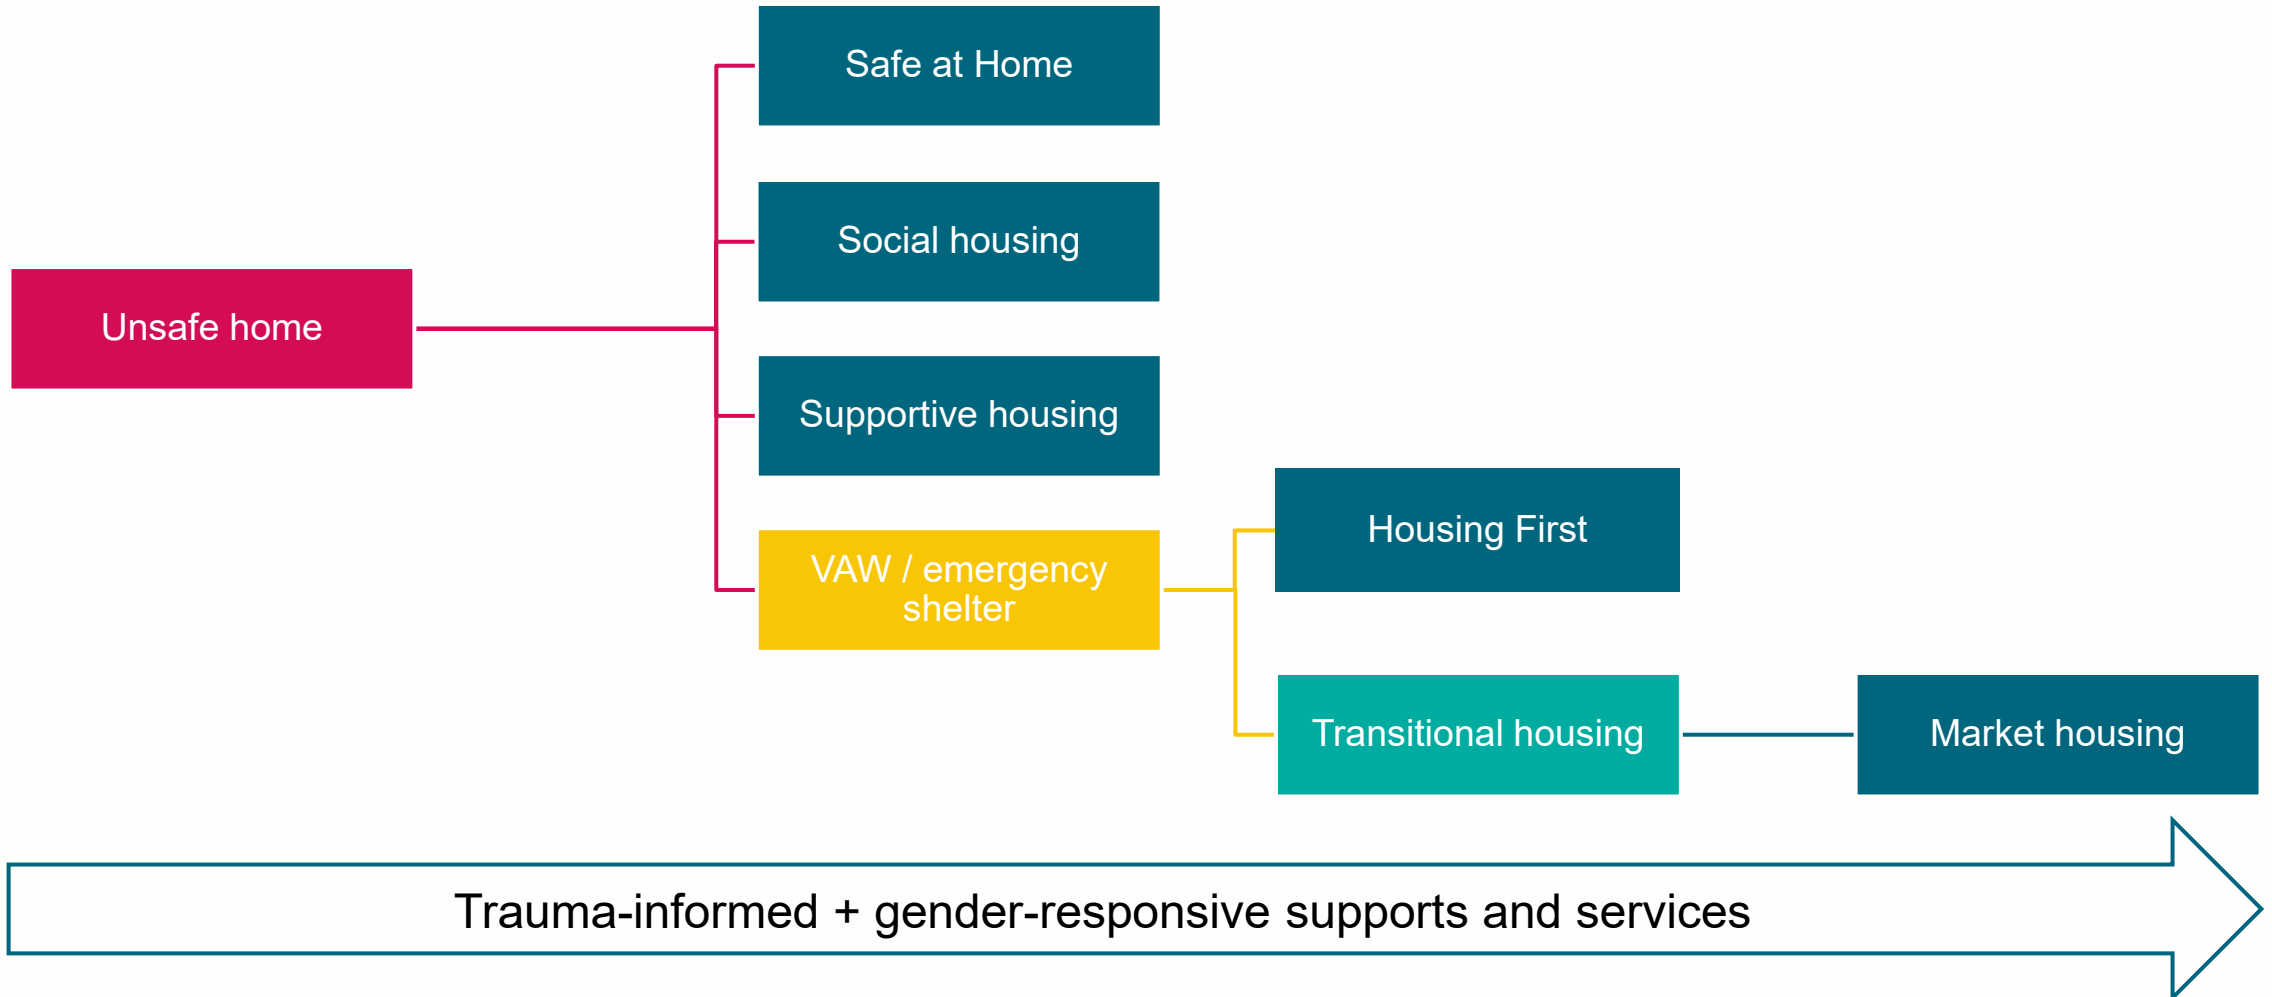 Safe at Home
Social housing
Unsafe home
Supportive housing
Housing First
VAW / emergency
shelter
Transitional housing
Market housing
Trauma-informed + gender-responsive supports and services